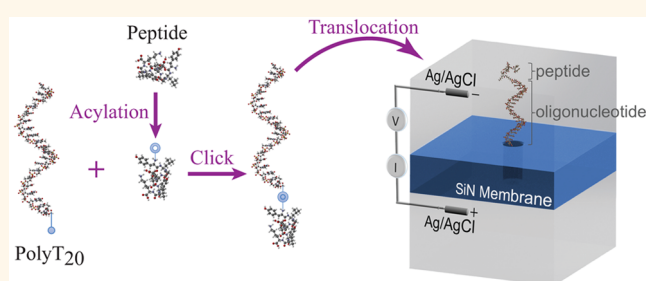 Peptide
Translocation
Acylation
Click
+
PolyT20
Ag/AgCl −
peptide
oligonucleotide
V
I
SiN Membrane
+
Ag/AgCl